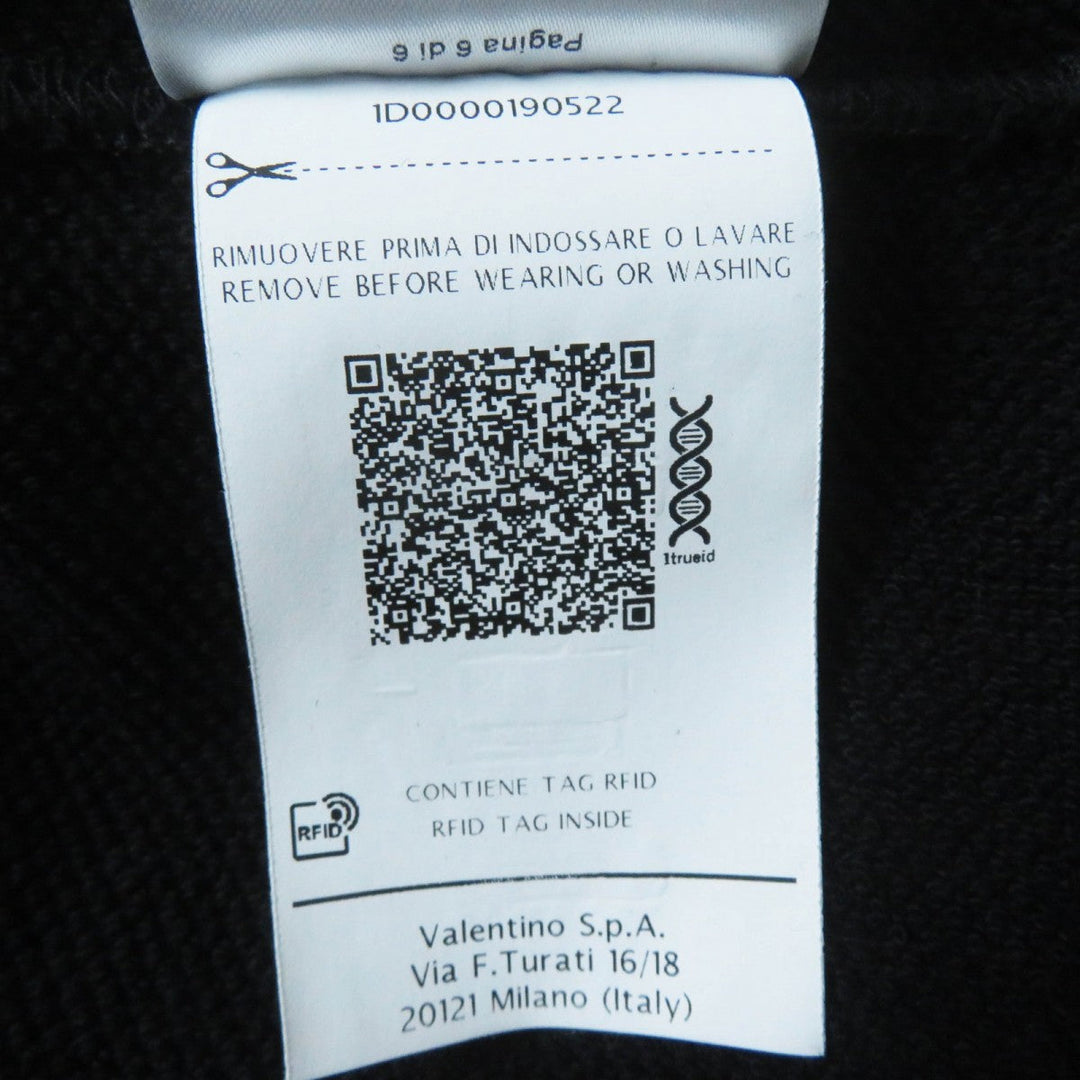 Pagina 6 di 6
1D0000190522
RIMUOVERE PRIMA DI INDOSSARE O LAVARE
REMOVE BEFORE WEARING OR WASHING
1trueid
CONTIENE TAG RFID
RFID TAG INSIDE
RFID
Valentino S.p.A.
Via F.Turati 16/18
20121 Milano (Italy)